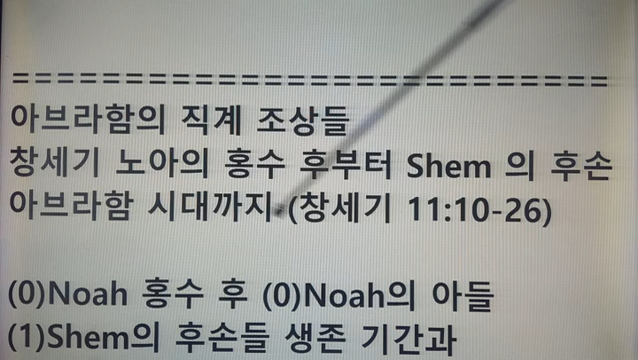 ==========================
아브라함의 직계 조상들
창세기 노아의 홍수 후부터 Shem 의 후손
아브라함 시대까지 (창세기 11:10-26)
(0)Noah 홍수 후 (0)Noah의 아들
(1)Shem의 후손들 생존 기간과